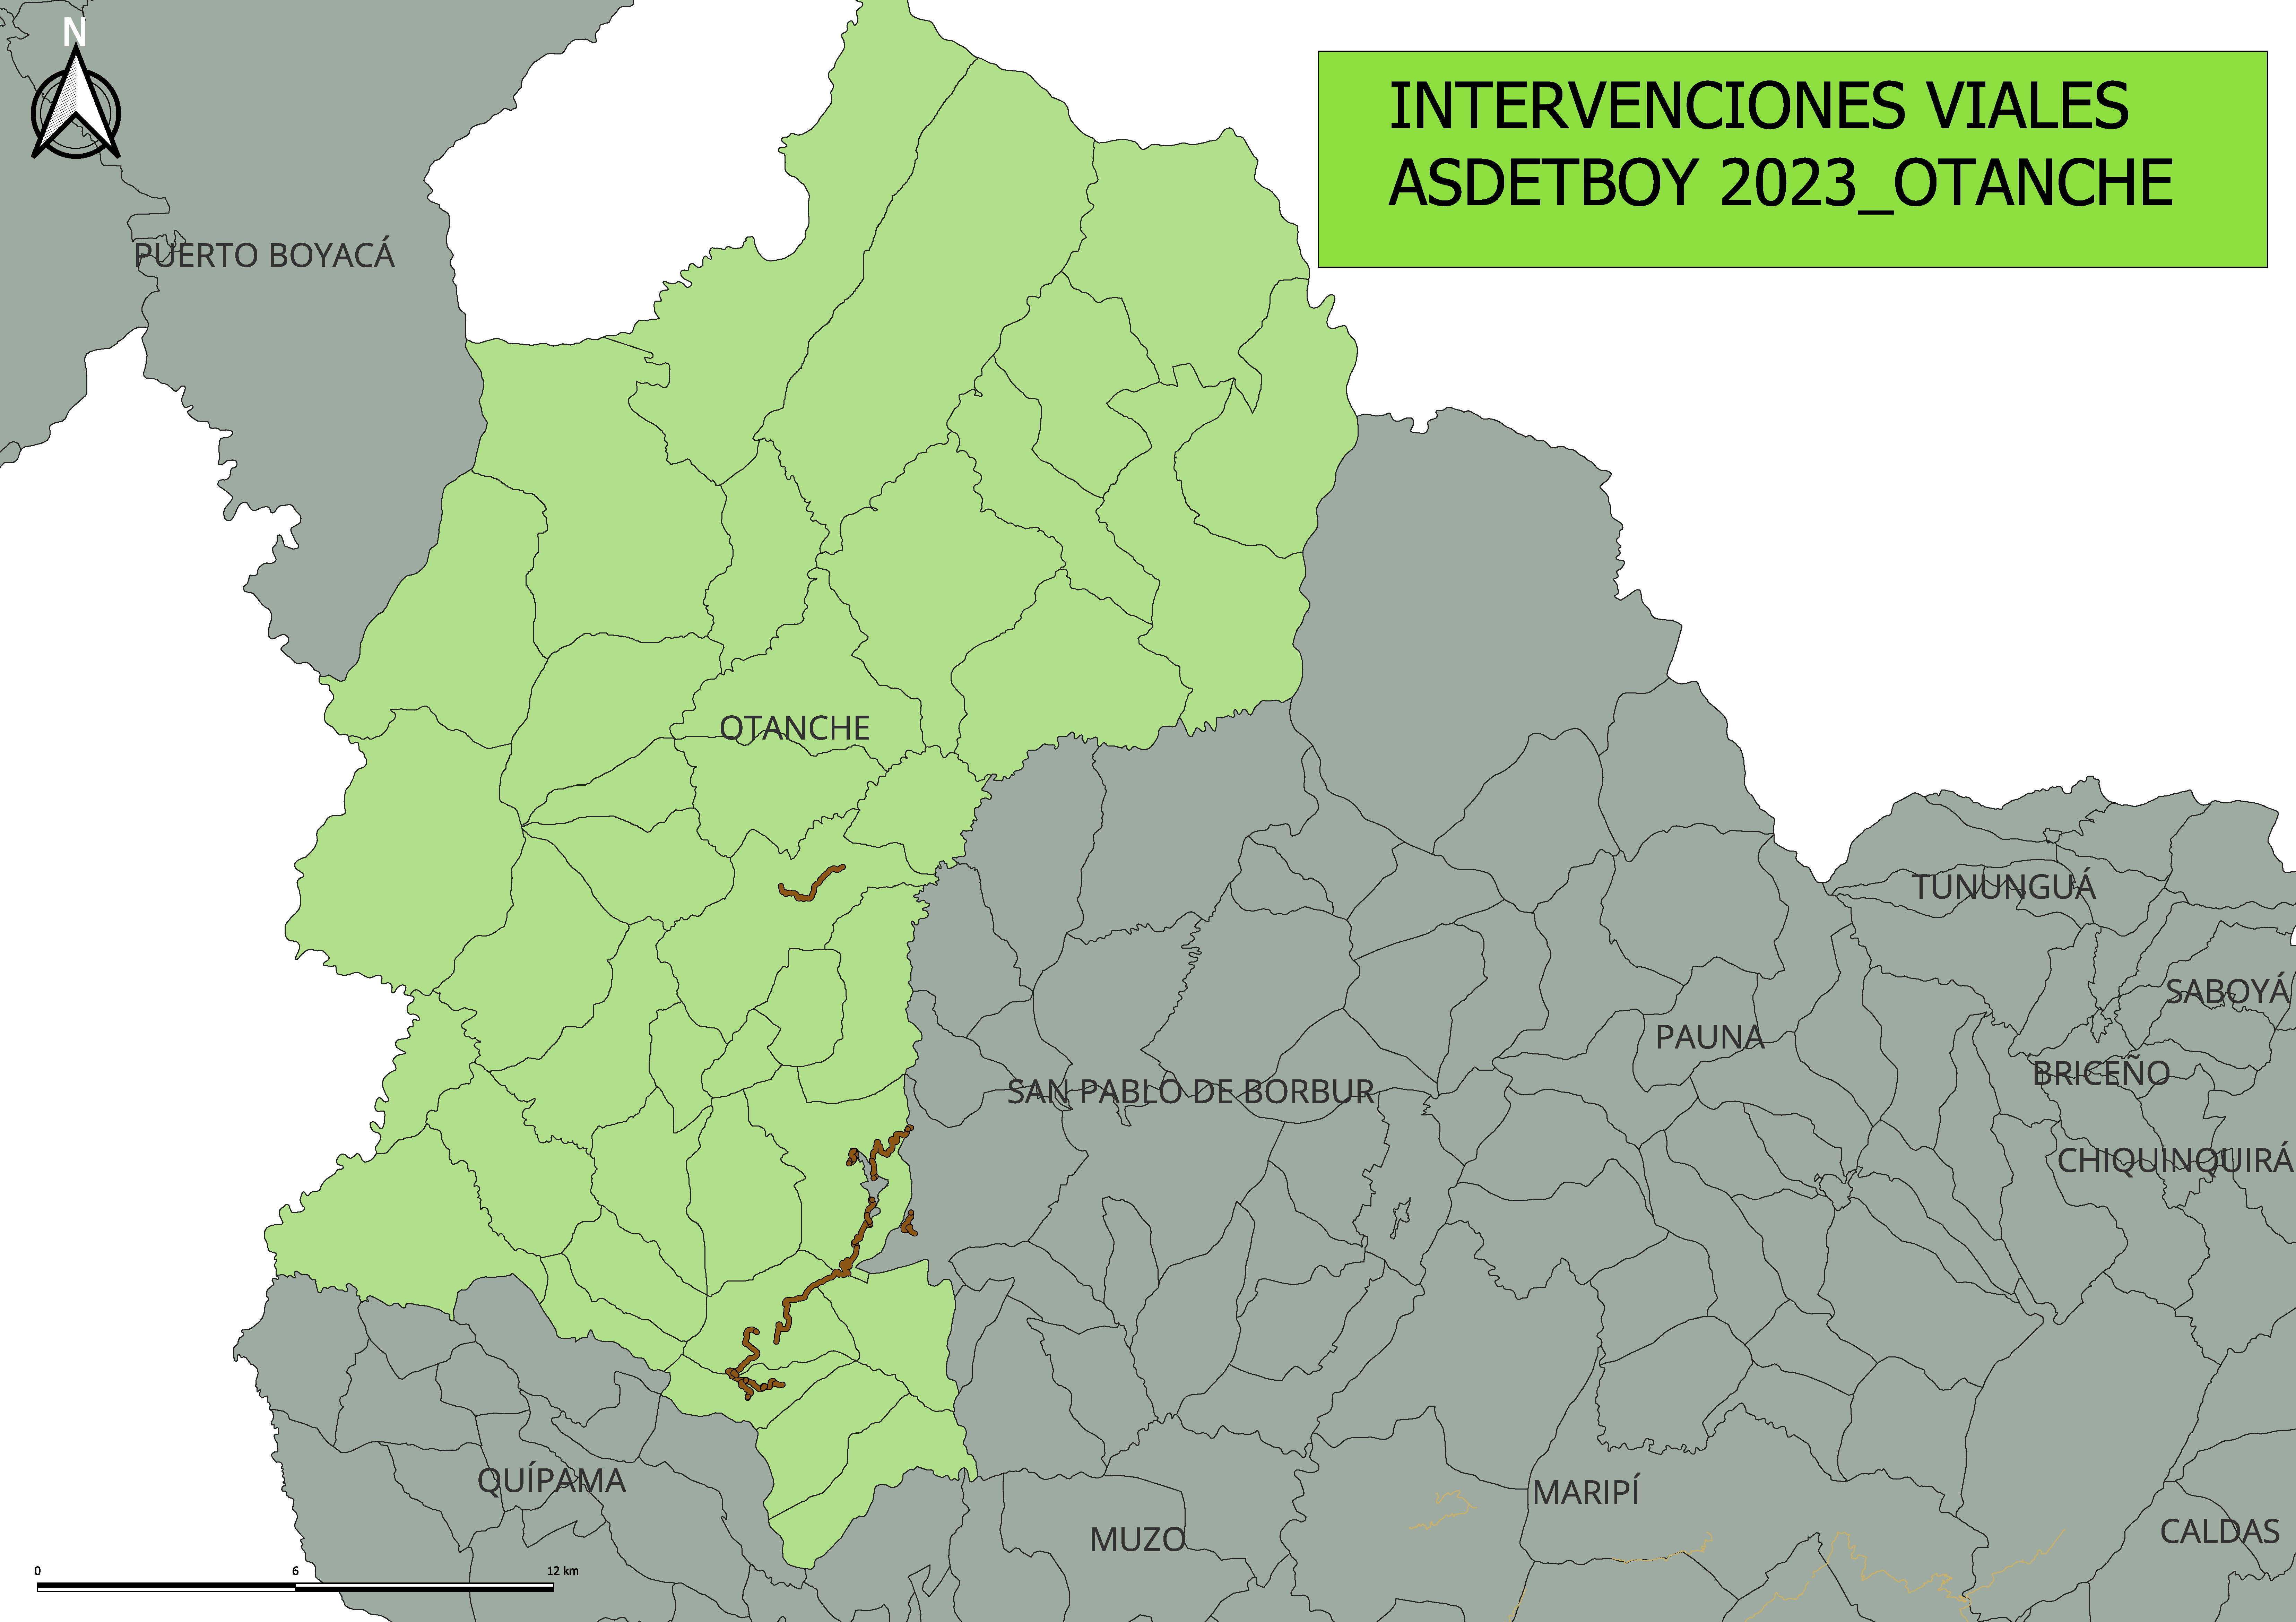 N
INTERVENCIONES VIALES
ASDETBOY 2023_OTANCHE
PUERTO BOYACÁ
OTANCHE
TUNUNGUÁ
SABOYÁ
PAUNA
BRICEÑO
SAN PABLO DE BORBUR
CHIQUINQUIRÁ
QUÍPAMA
MARIPÍ
MUZO
CALDAS
0 6 12 km